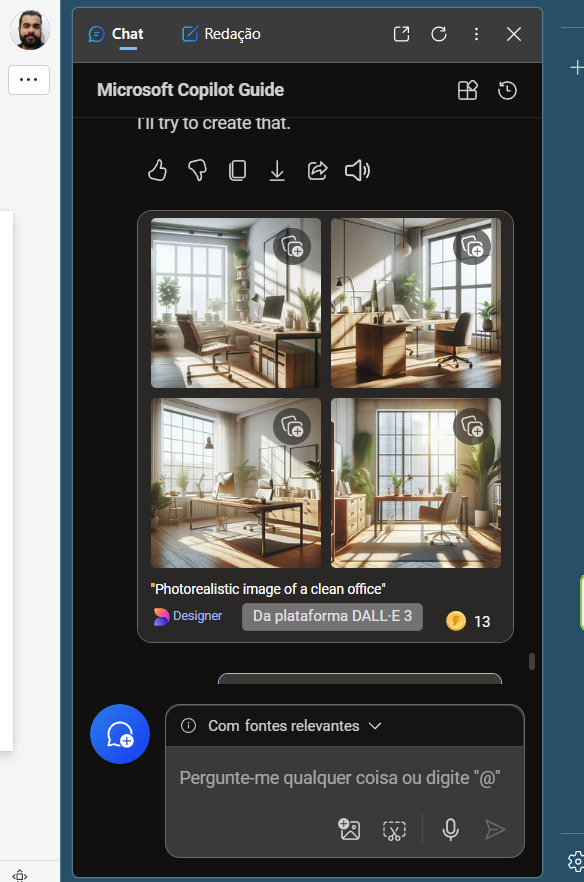 Chat
Redação
Microsoft Copilot Guide
I'll try to create that.
"Photorealistic image of a clean office"
Designer
Da plataforma DALL·E 3
13
Com fontes relevantes
Pergunte-me qualquer coisa ou digite "@"